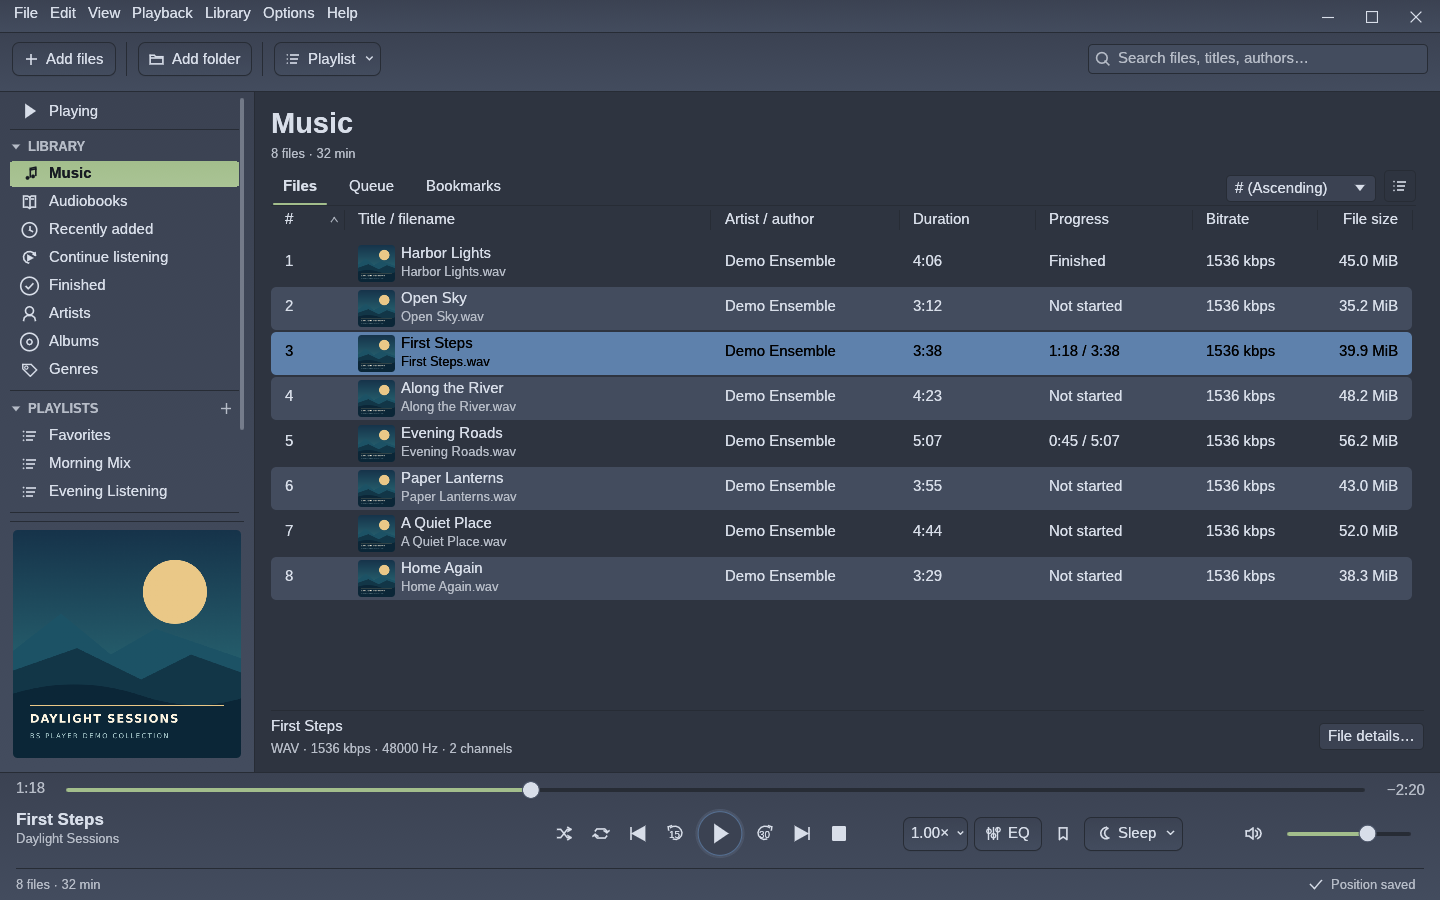 File Edit View Playback Library Options Help
Add files
Add folder
Playlist
Search files, titles, authors…
Playing
LIBRARY
Music
Audiobooks
Recently added
Continue listening
Finished
Artists
Albums
Genres
PLAYLISTS
Favorites
Morning Mix
Evening Listening
DAYLIGHT SESSIONS
BS PLAYER DEMO COLLECTION
Music
8 files · 32 min
Files Queue Bookmarks
# (Ascending)
# Title / filename Artist / author Duration Progress Bitrate File size
1 Harbor Lights Demo Ensemble 4:06 Finished 1536 kbps 45.0 MiB
Harbor Lights.wav
2 Open Sky Demo Ensemble 3:12 Not started 1536 kbps 35.2 MiB
Open Sky.wav
3 First Steps Demo Ensemble 3:38 1:18 / 3:38 1536 kbps 39.9 MiB
First Steps.wav
4 Along the River Demo Ensemble 4:23 Not started 1536 kbps 48.2 MiB
Along the River.wav
5 Evening Roads Demo Ensemble 5:07 0:45 / 5:07 1536 kbps 56.2 MiB
Evening Roads.wav
6 Paper Lanterns Demo Ensemble 3:55 Not started 1536 kbps 43.0 MiB
Paper Lanterns.wav
7 A Quiet Place Demo Ensemble 4:44 Not started 1536 kbps 52.0 MiB
A Quiet Place.wav
8 Home Again Demo Ensemble 3:29 Not started 1536 kbps 38.3 MiB
Home Again.wav
First Steps
WAV · 1536 kbps · 48000 Hz · 2 channels
File details…
1:18
−2:20
First Steps
Daylight Sessions
15
30
1.00×
EQ
Sleep
8 files · 32 min
Position saved